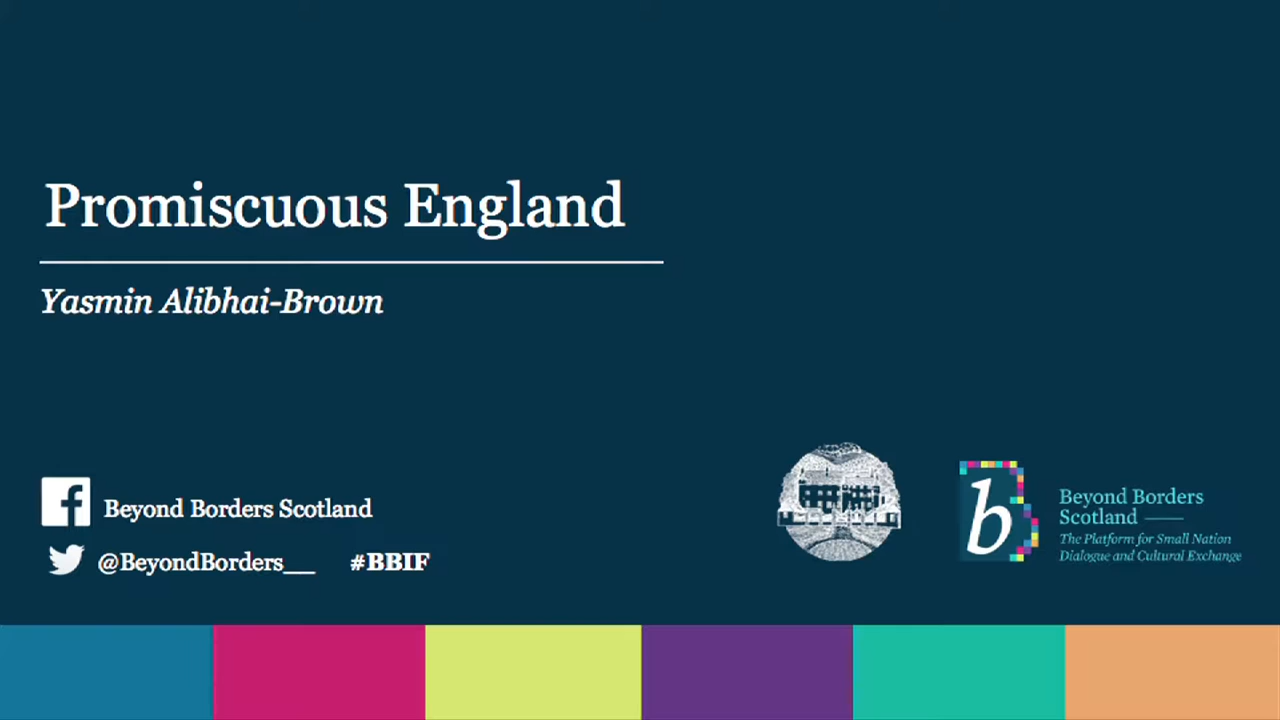 Promiscuous England
Yasmin Alibhai-Brown
Beyond Borders Scotland
@BeyondBorders__ #BBIF
b
Beyond Borders
Scotland
The Platform for Small Nation
Dialogue and Cultural Exchange